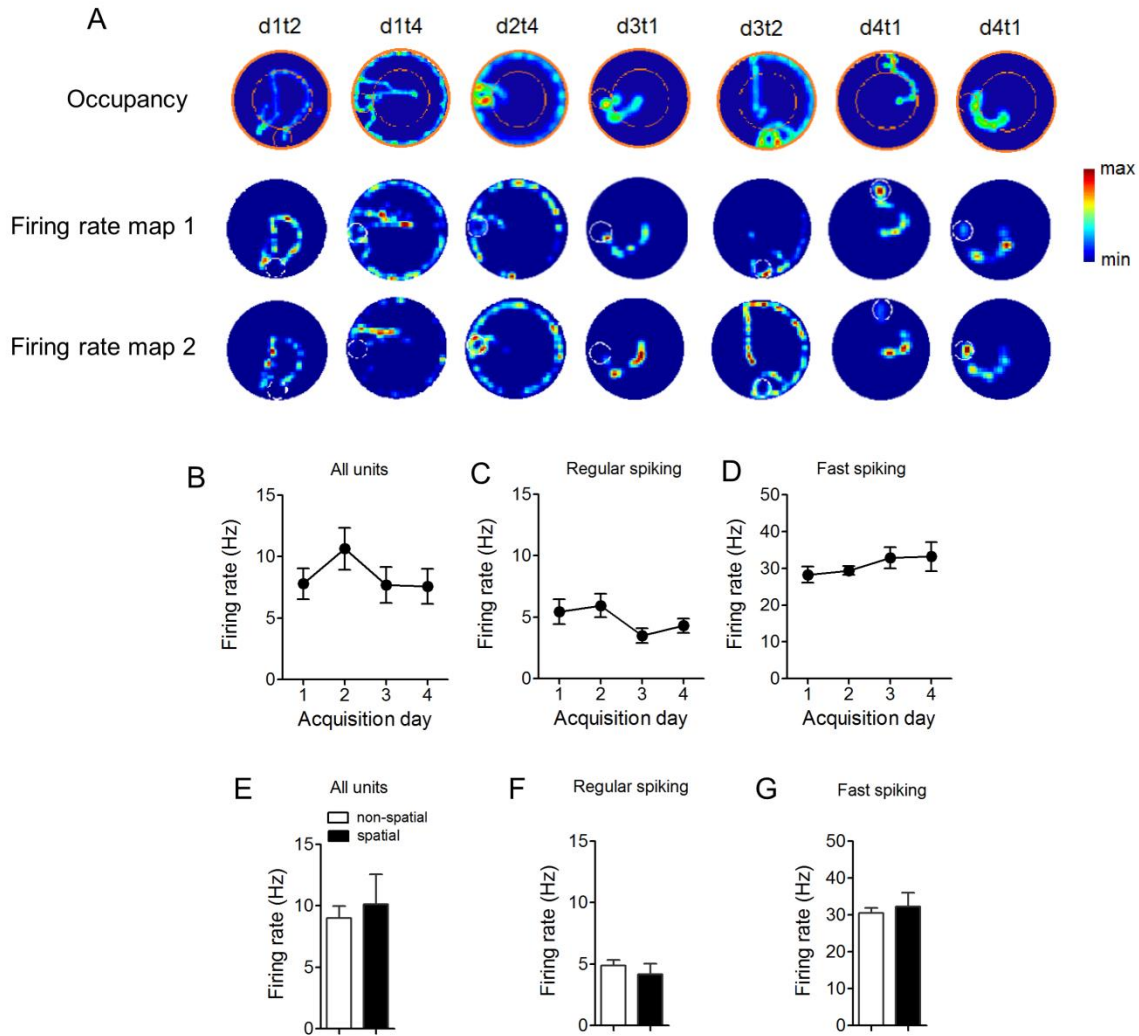 A
d1t2 d1t4 d2t4 d3t1 d3t2 d4t1 d4t1
Occupancy
Firing rate map 1
max
min
Firing rate map 2
B All units
15
10
5
0
Firing rate (Hz)
1 2 3 4
Acquisition day
C Regular spiking
15
10
5
0
Firing rate (Hz)
1 2 3 4
Acquisition day
D Fast spiking
50
40
30
20
10
0
Firing rate (Hz)
1 2 3 4
Acquisition day
E All units
non-spatial
spatial
15
10
5
0
Firing rate (Hz)
F Regular spiking
15
10
5
0
Firing rate (Hz)
G Fast spiking
50
40
30
20
10
0
Firing rate (Hz)